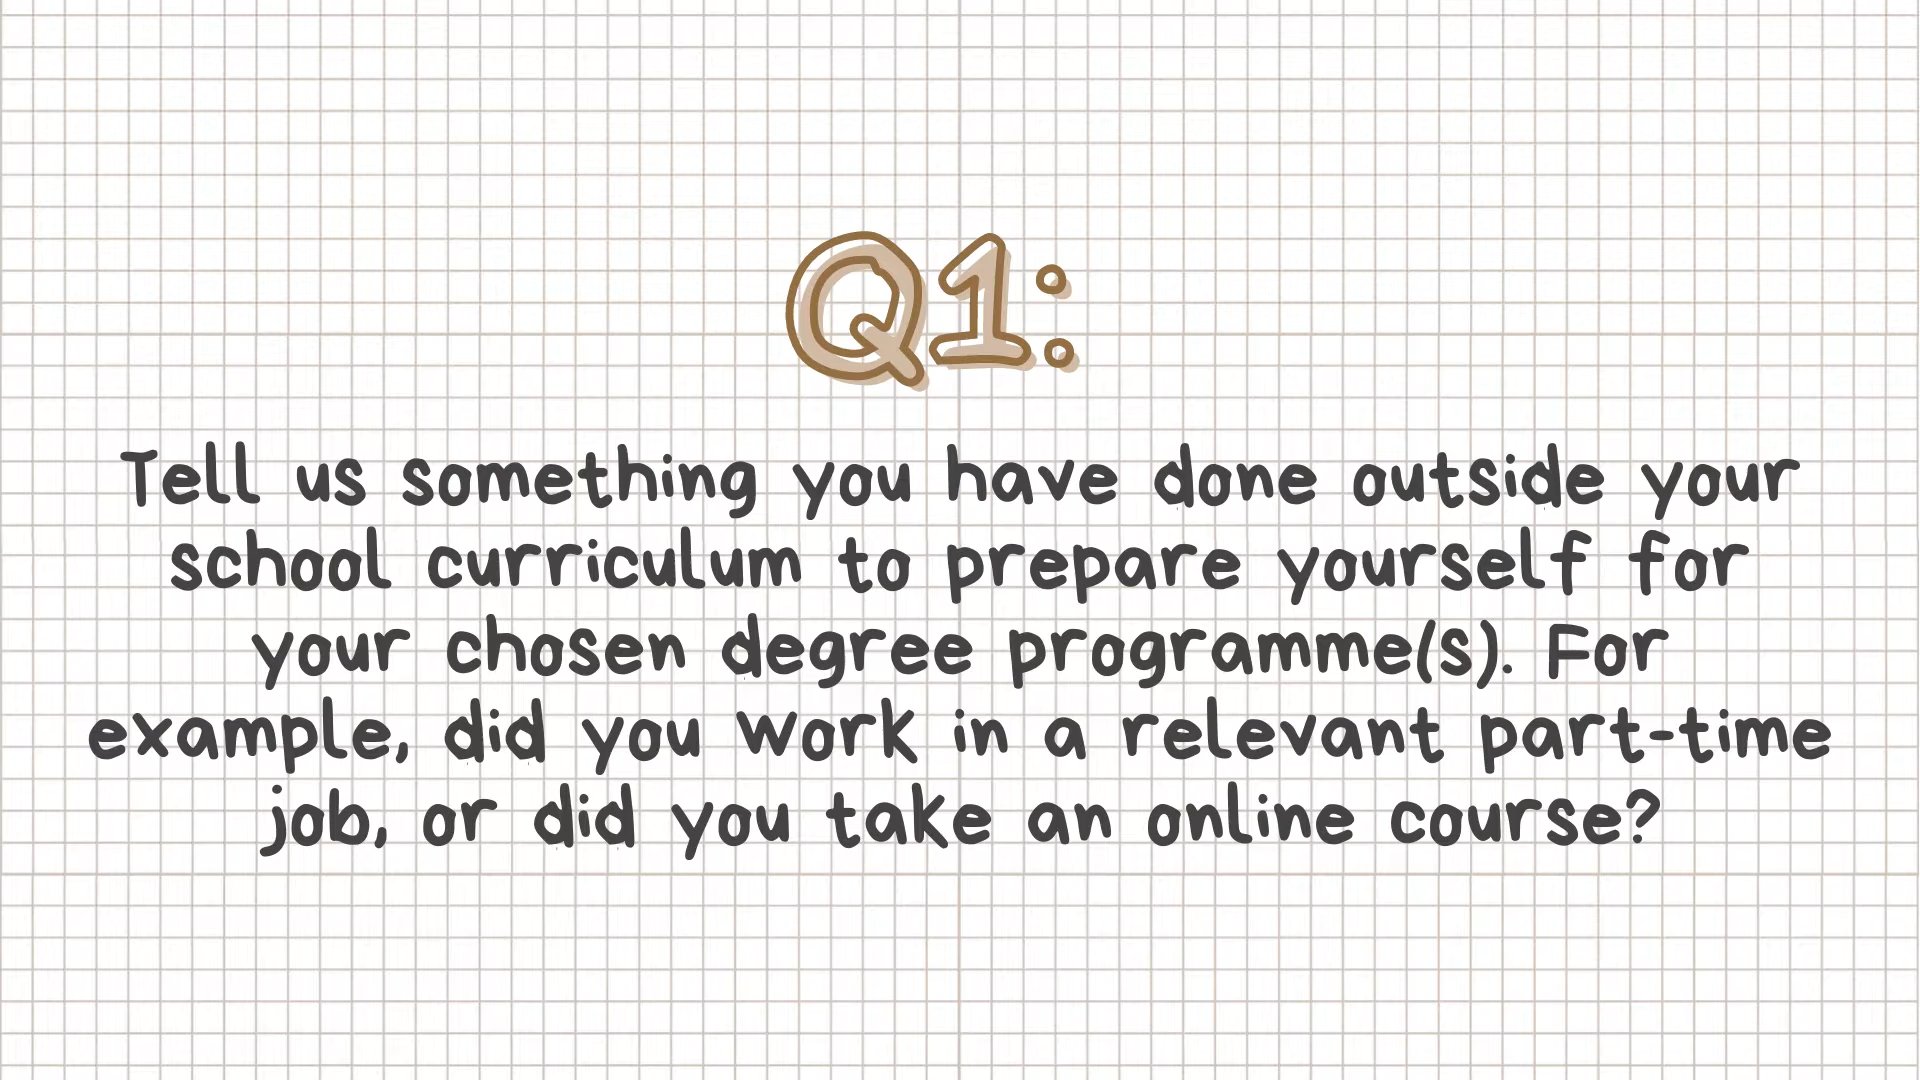 Q1:
Tell us something you have done outside your
school curriculum to prepare yourself for
your chosen degree programme(s). For
example, did you work in a relevant part-time
job, or did you take an online course?